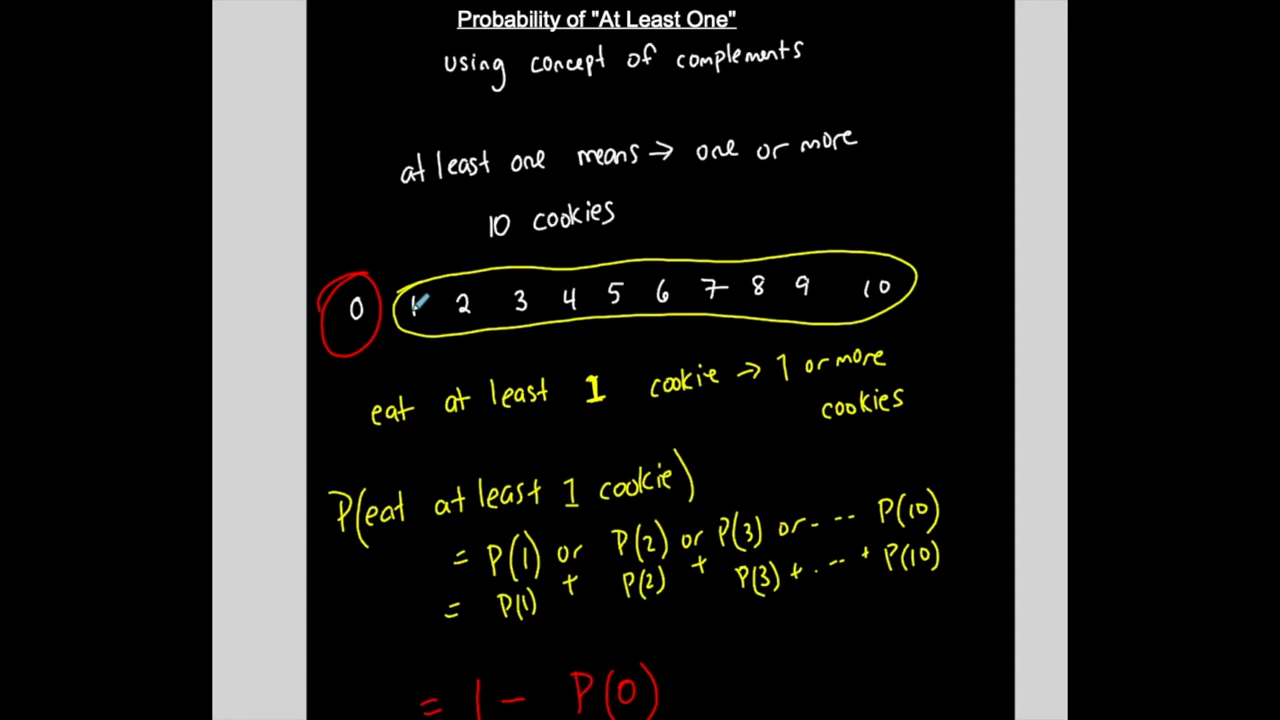 Probability of "At Least One"
using concept of complements
at least one means → one or more
10 cookies
0 1 2 3 4 5 6 7 8 9 10
eat at least 1 cookie → 1 or more
cookies
P(eat at least 1 cookie)
= P(1) or P(2) or P(3) or - -- P(10)
= P(1) + P(2) + P(3) + . -- + P(10)
= 1 - P(0)